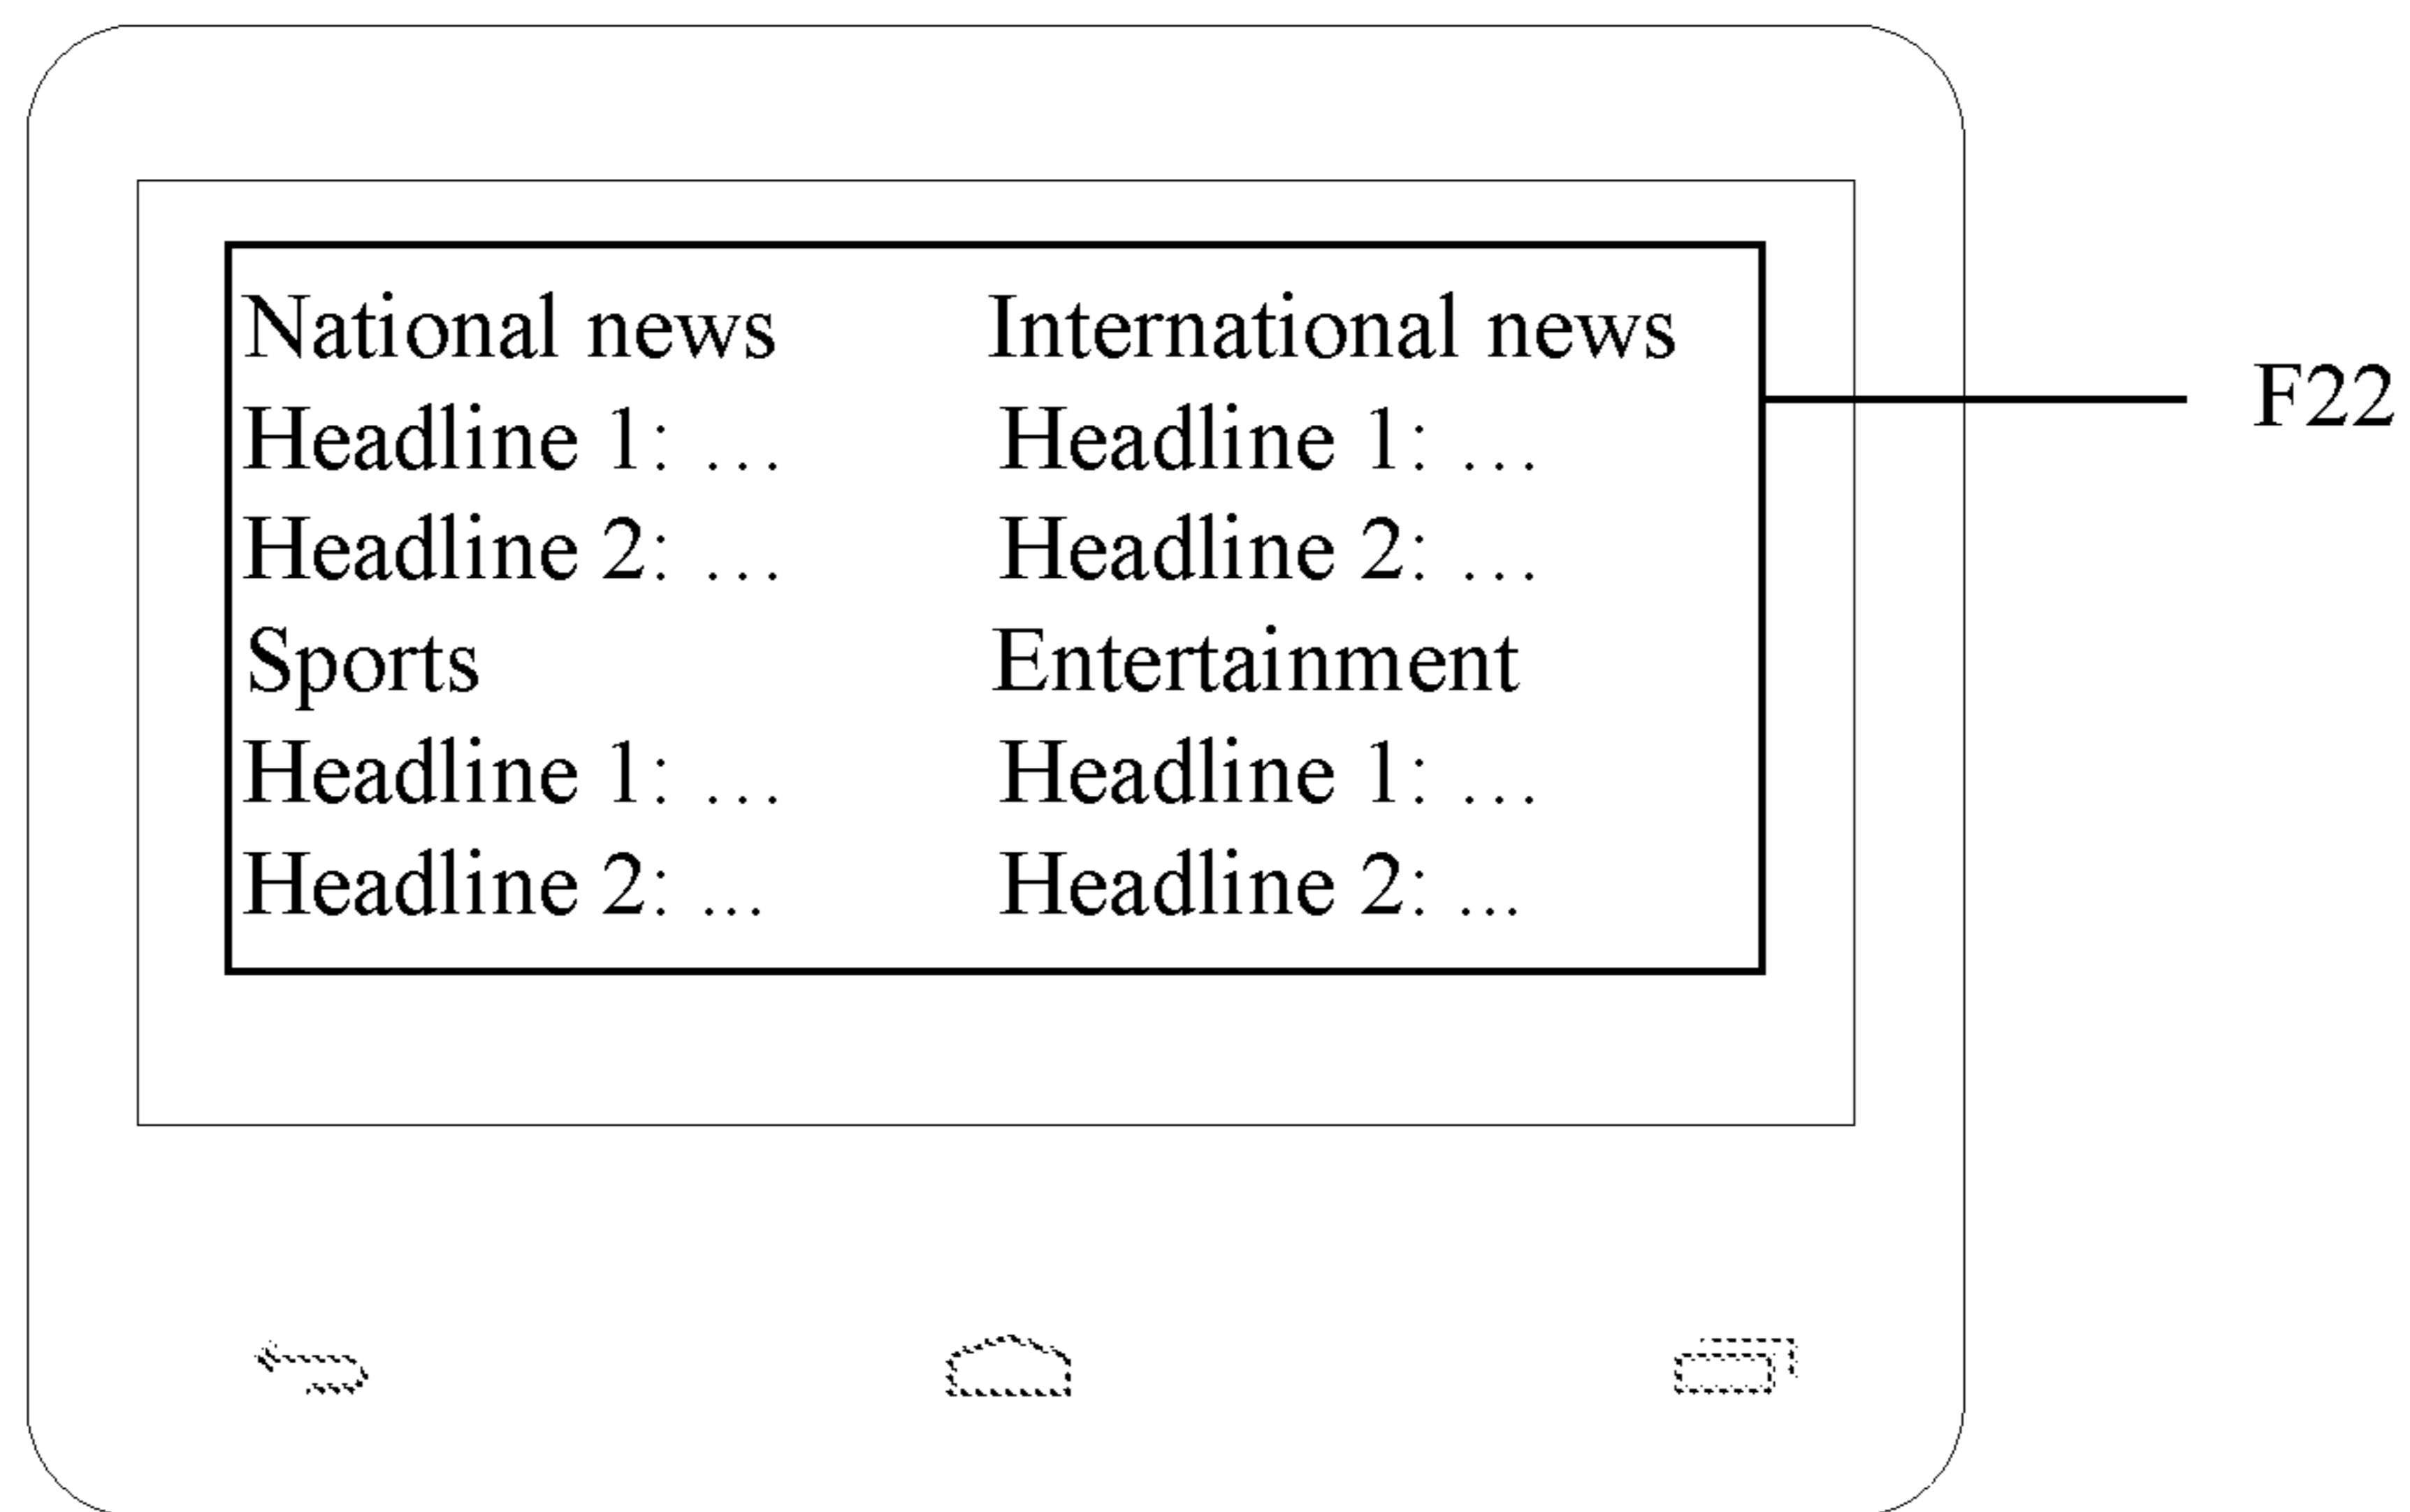 National news International news
Headline 1: ... Headline 1: ...
Headline 2: ... Headline 2: ...
Sports Entertainment
Headline 1: ... Headline 1: ...
Headline 2: ... Headline 2: ...
F22